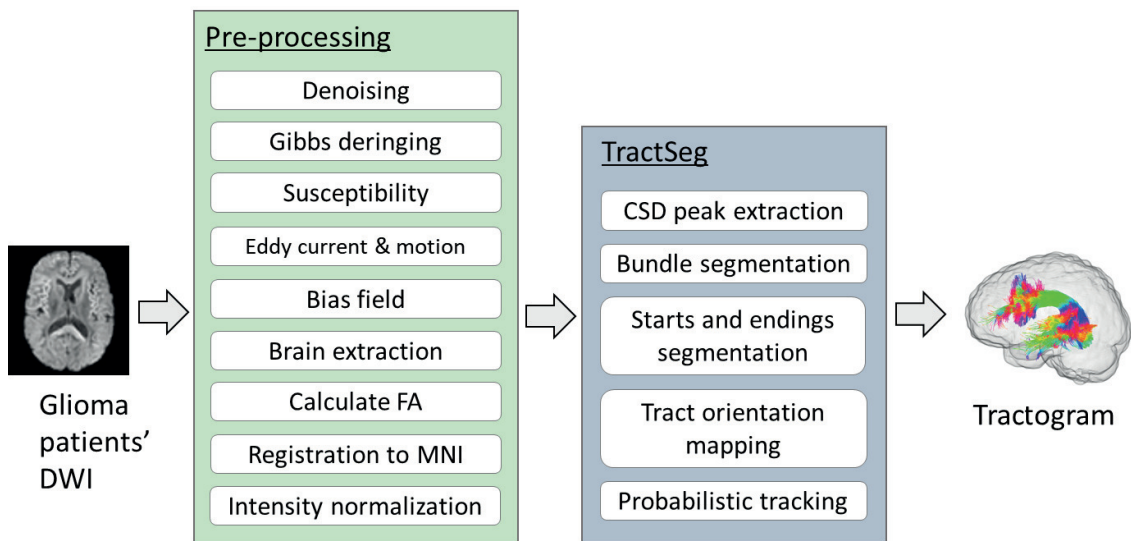 Pre-processing
Denoising
Gibbs deringing
Susceptibility
Eddy current & motion
Bias field
Brain extraction
Calculate FA
Registration to MNI
Intensity normalization
TractSeg
CSD peak extraction
Bundle segmentation
Starts and endings
segmentation
Tract orientation
mapping
Probabilistic tracking
Glioma
patients’
DWI
Tractogram